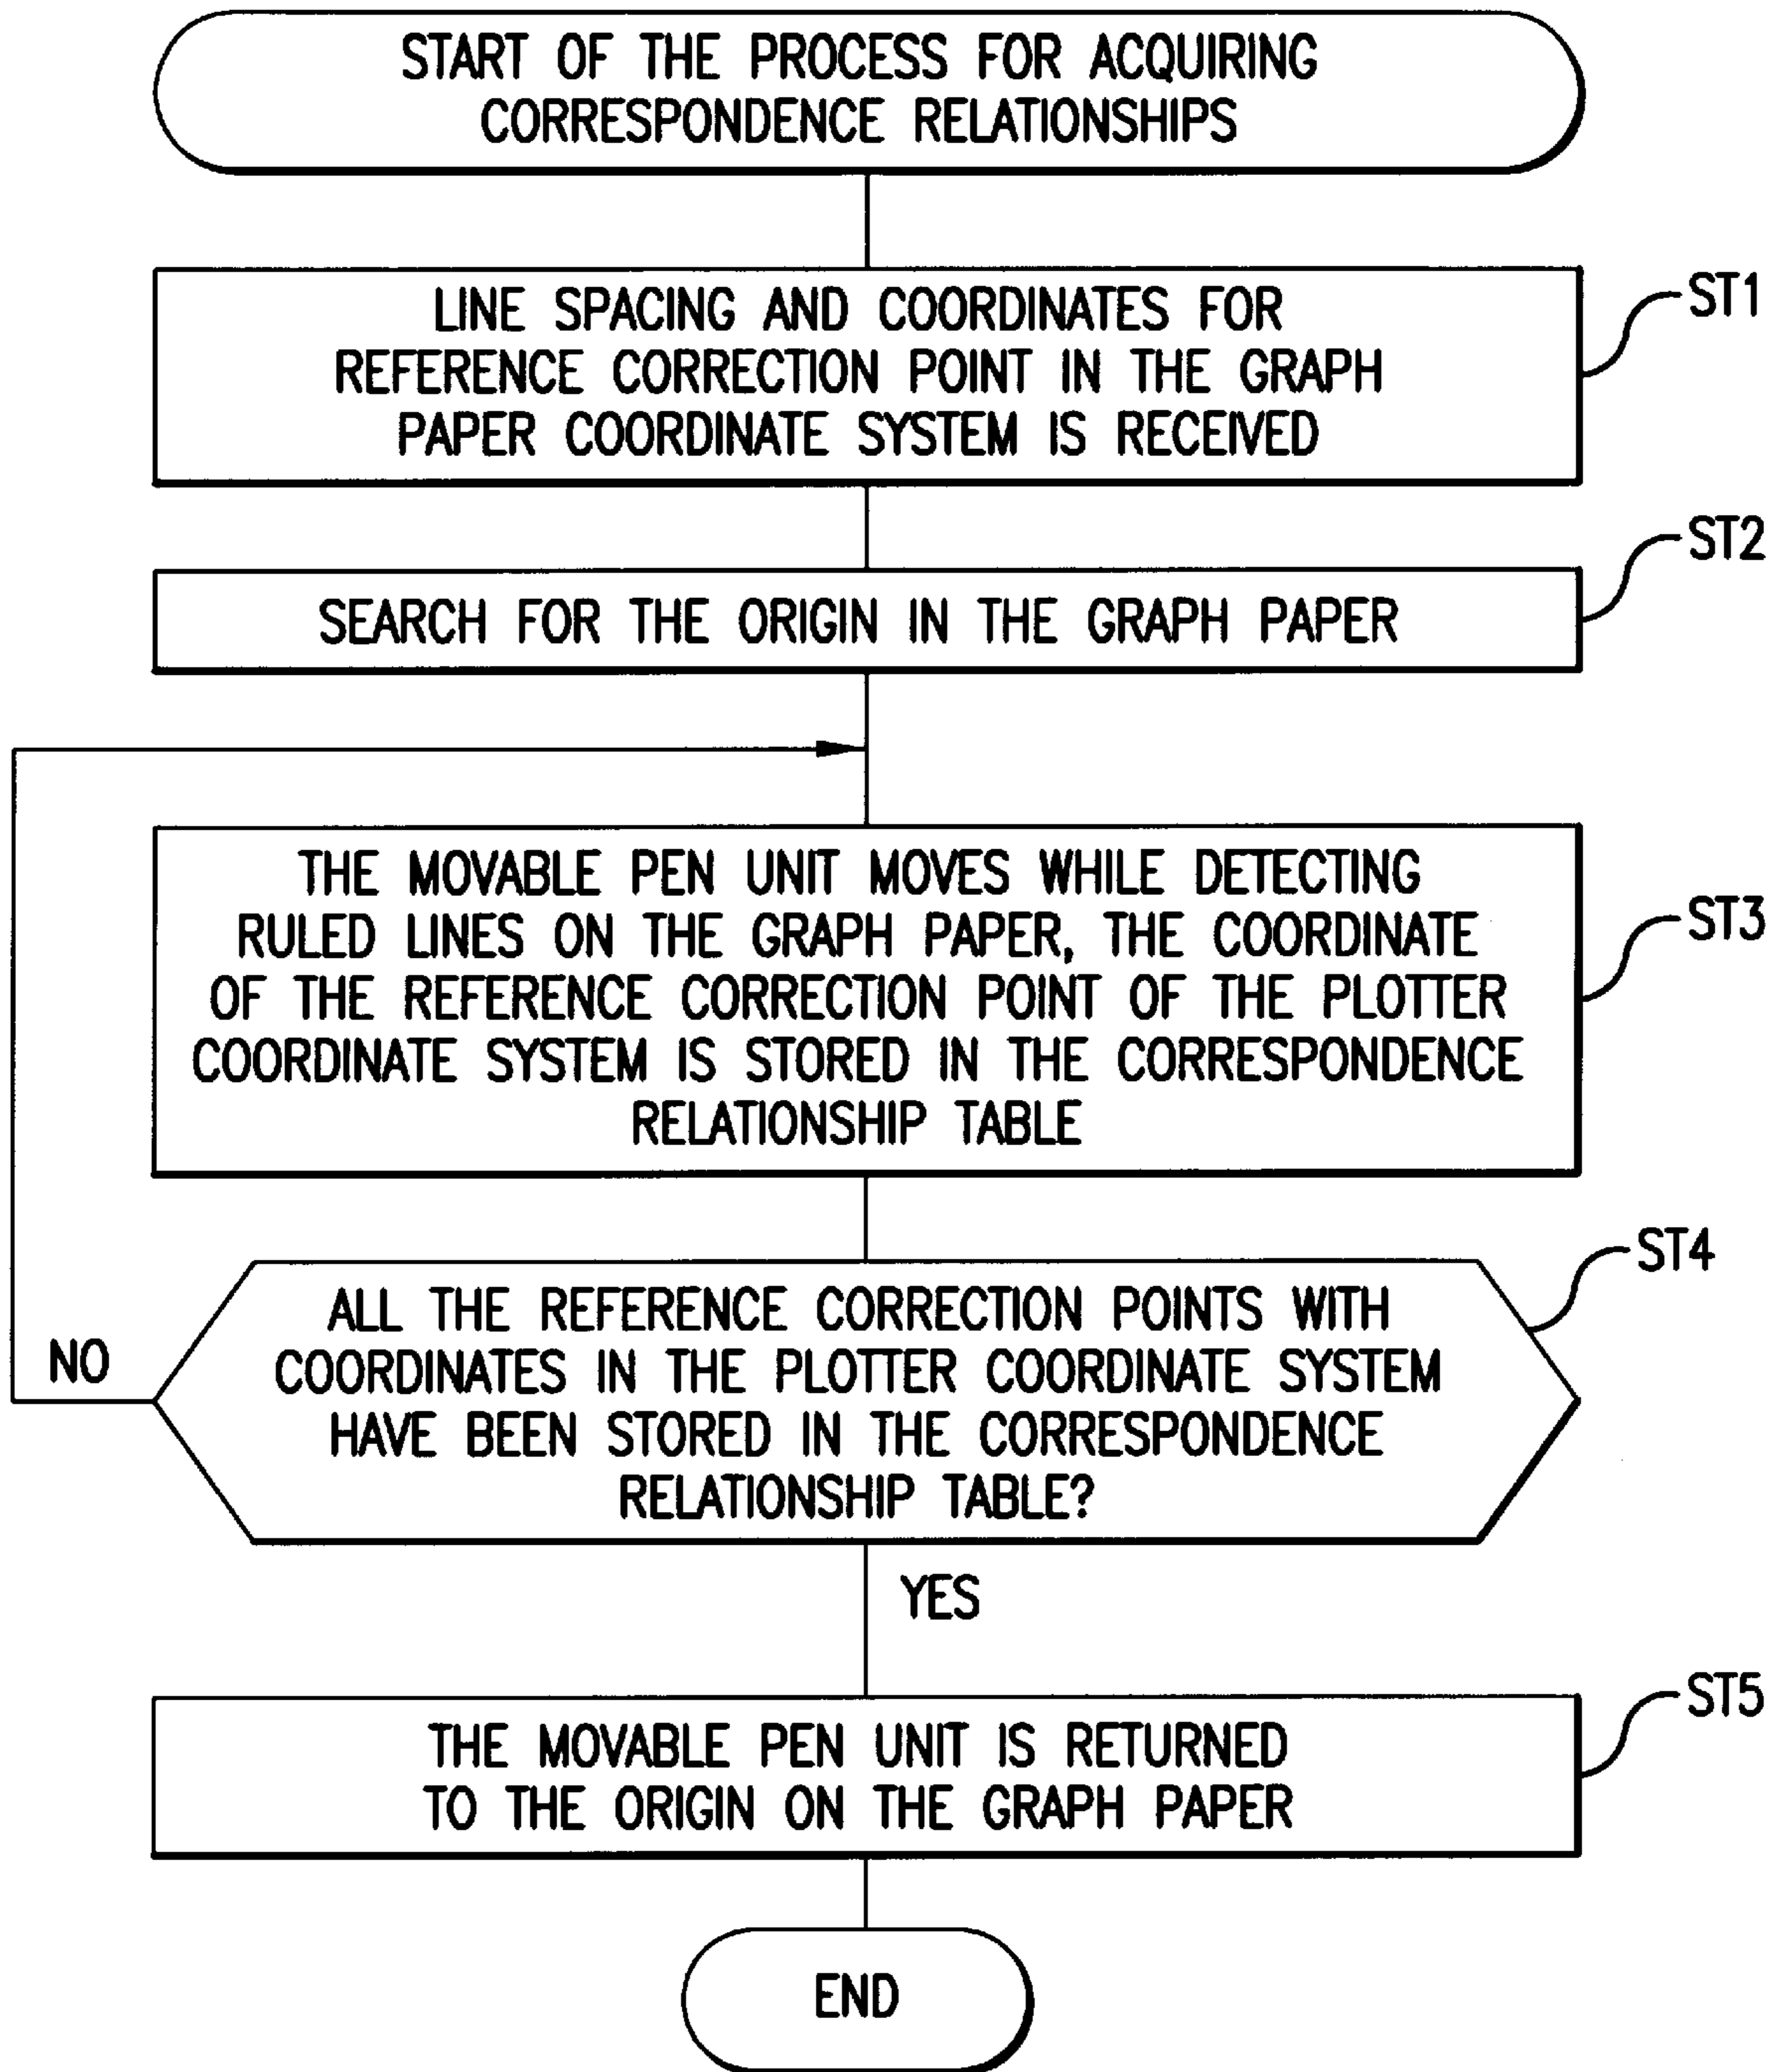 START OF THE PROCESS FOR ACQUIRING
CORRESPONDENCE RELATIONSHIPS
LINE SPACING AND COORDINATES FOR
REFERENCE CORRECTION POINT IN THE GRAPH
PAPER COORDINATE SYSTEM IS RECEIVED
ST1
SEARCH FOR THE ORIGIN IN THE GRAPH PAPER
ST2
THE MOVABLE PEN UNIT MOVES WHILE DETECTING
RULED LINES ON THE GRAPH PAPER, THE COORDINATE
OF THE REFERENCE CORRECTION POINT OF THE PLOTTER
COORDINATE SYSTEM IS STORED IN THE CORRESPONDENCE
RELATIONSHIP TABLE
ST3
ALL THE REFERENCE CORRECTION POINTS WITH
COORDINATES IN THE PLOTTER COORDINATE SYSTEM
HAVE BEEN STORED IN THE CORRESPONDENCE
RELATIONSHIP TABLE?
ST4
NO
YES
THE MOVABLE PEN UNIT IS RETURNED
TO THE ORIGIN ON THE GRAPH PAPER
ST5
END